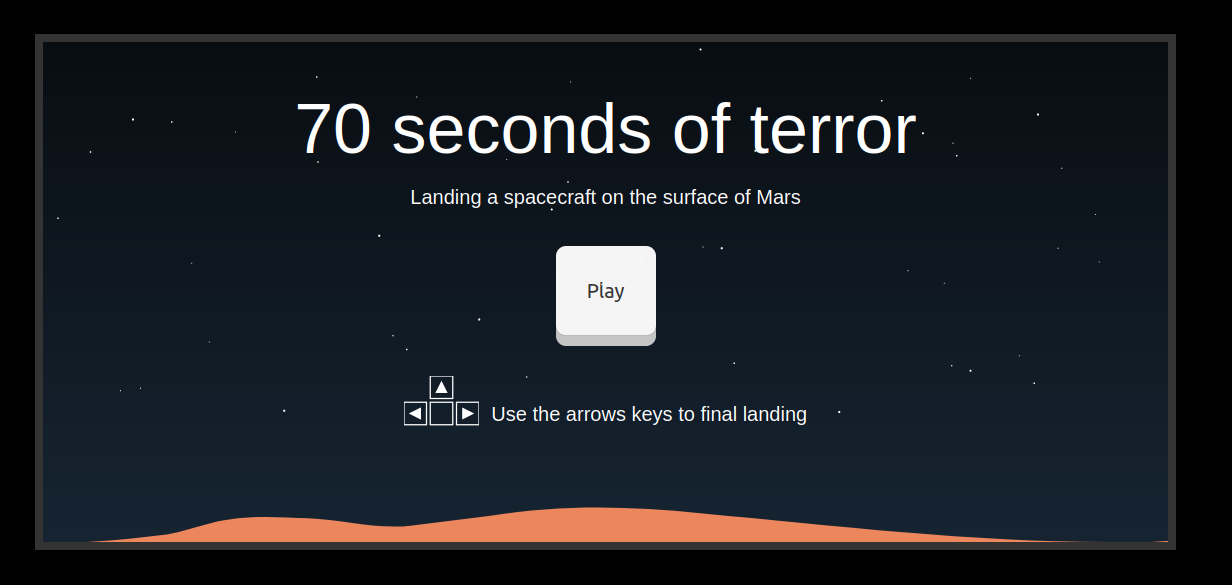 70 seconds of terror
Landing a spacecraft on the surface of Mars
Play
Use the arrows keys to final landing